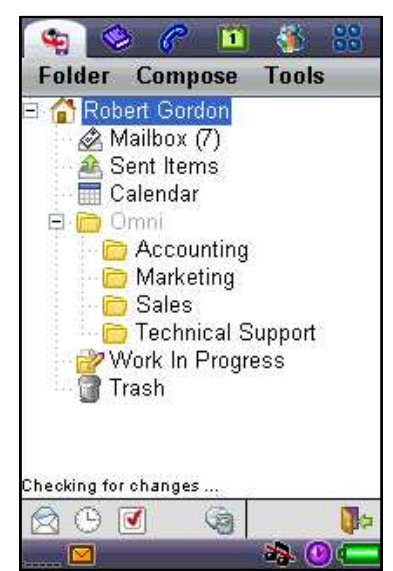 1
Folder Compose Tools
Robert Gordon
Mailbox (7)
Sent Items
Calendar
Omni
Accounting
Marketing
Sales
Technical Support
Work In Progress
Trash
Checking for changes ...